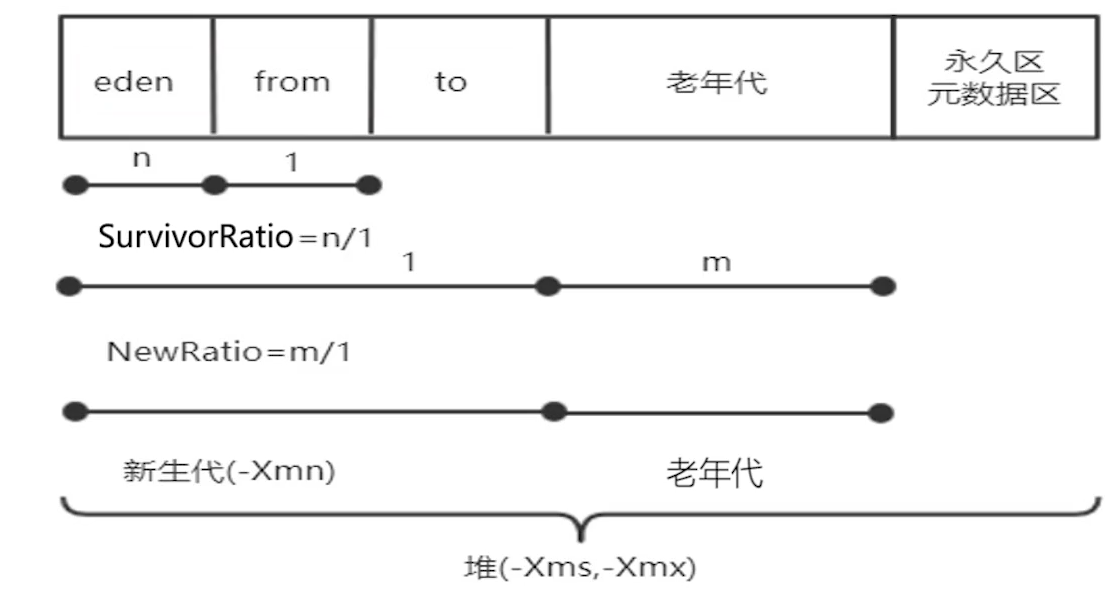 eden from to 老年代 永久区
元数据区
n 1
SurvivorRatio=n/1
1 m
NewRatio=m/1
新生代(-Xmn) 老年代
堆(-Xms,-Xmx)